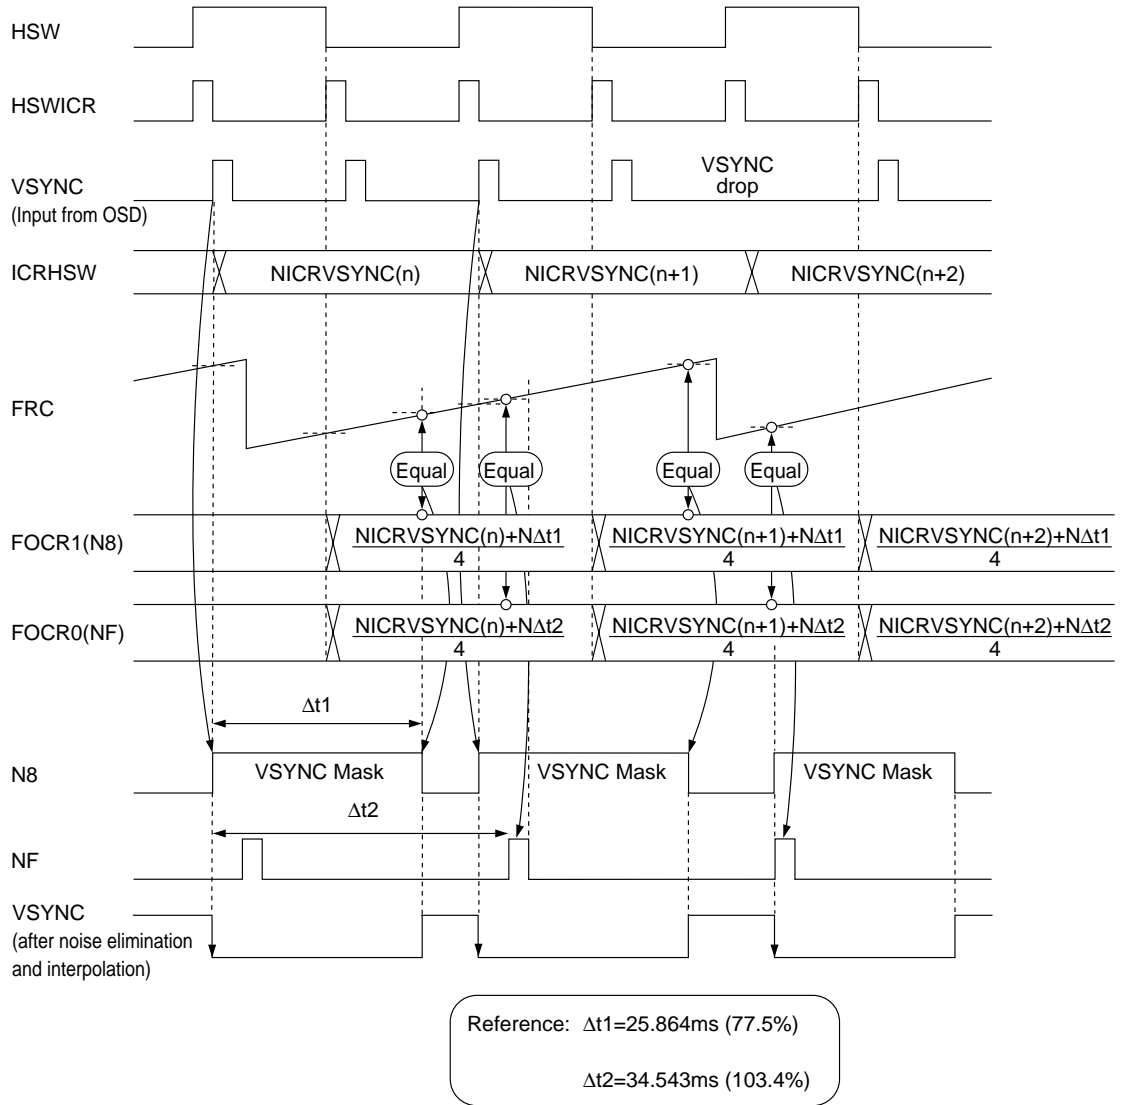 HSW
HSWICR
VSYNC
(Input from OSD)
VSYNC
drop
ICRHSW
NICRVSYNC(n)
NICRVSYNC(n+1)
NICRVSYNC(n+2)
FRC
Equal
Equal
Equal
Equal
FOCR1(N8)
NICRVSYNC(n)+NΔt1
4
NICRVSYNC(n+1)+NΔt1
4
NICRVSYNC(n+2)+NΔt1
4
FOCR0(NF)
NICRVSYNC(n)+NΔt2
4
NICRVSYNC(n+1)+NΔt2
4
NICRVSYNC(n+2)+NΔt2
4
Δt1
N8
VSYNC Mask
VSYNC Mask
VSYNC Mask
Δt2
NF
VSYNC
(after noise elimination
and interpolation)
Reference: Δt1=25.864ms (77.5%)
Δt2=34.543ms (103.4%)